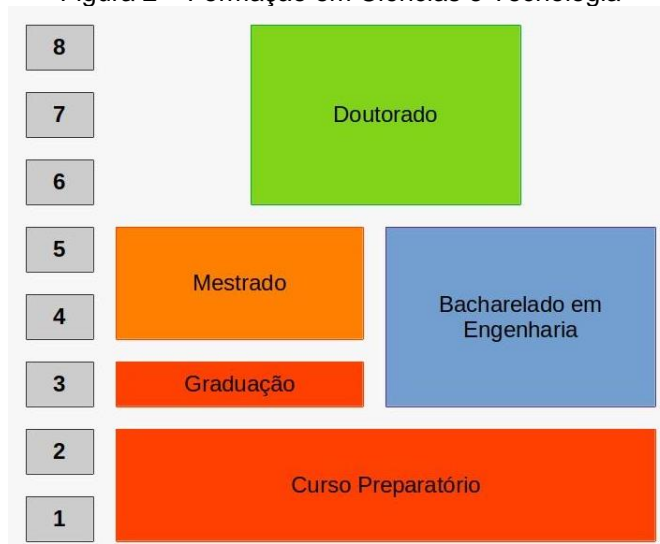 Figura 2 – Formação em Ciências e Tecnologia
8
7
Doutorado
6
5
Mestrado
4
Bacharelado em
Engenharia
3
Graduação
2
Curso Preparatório
1